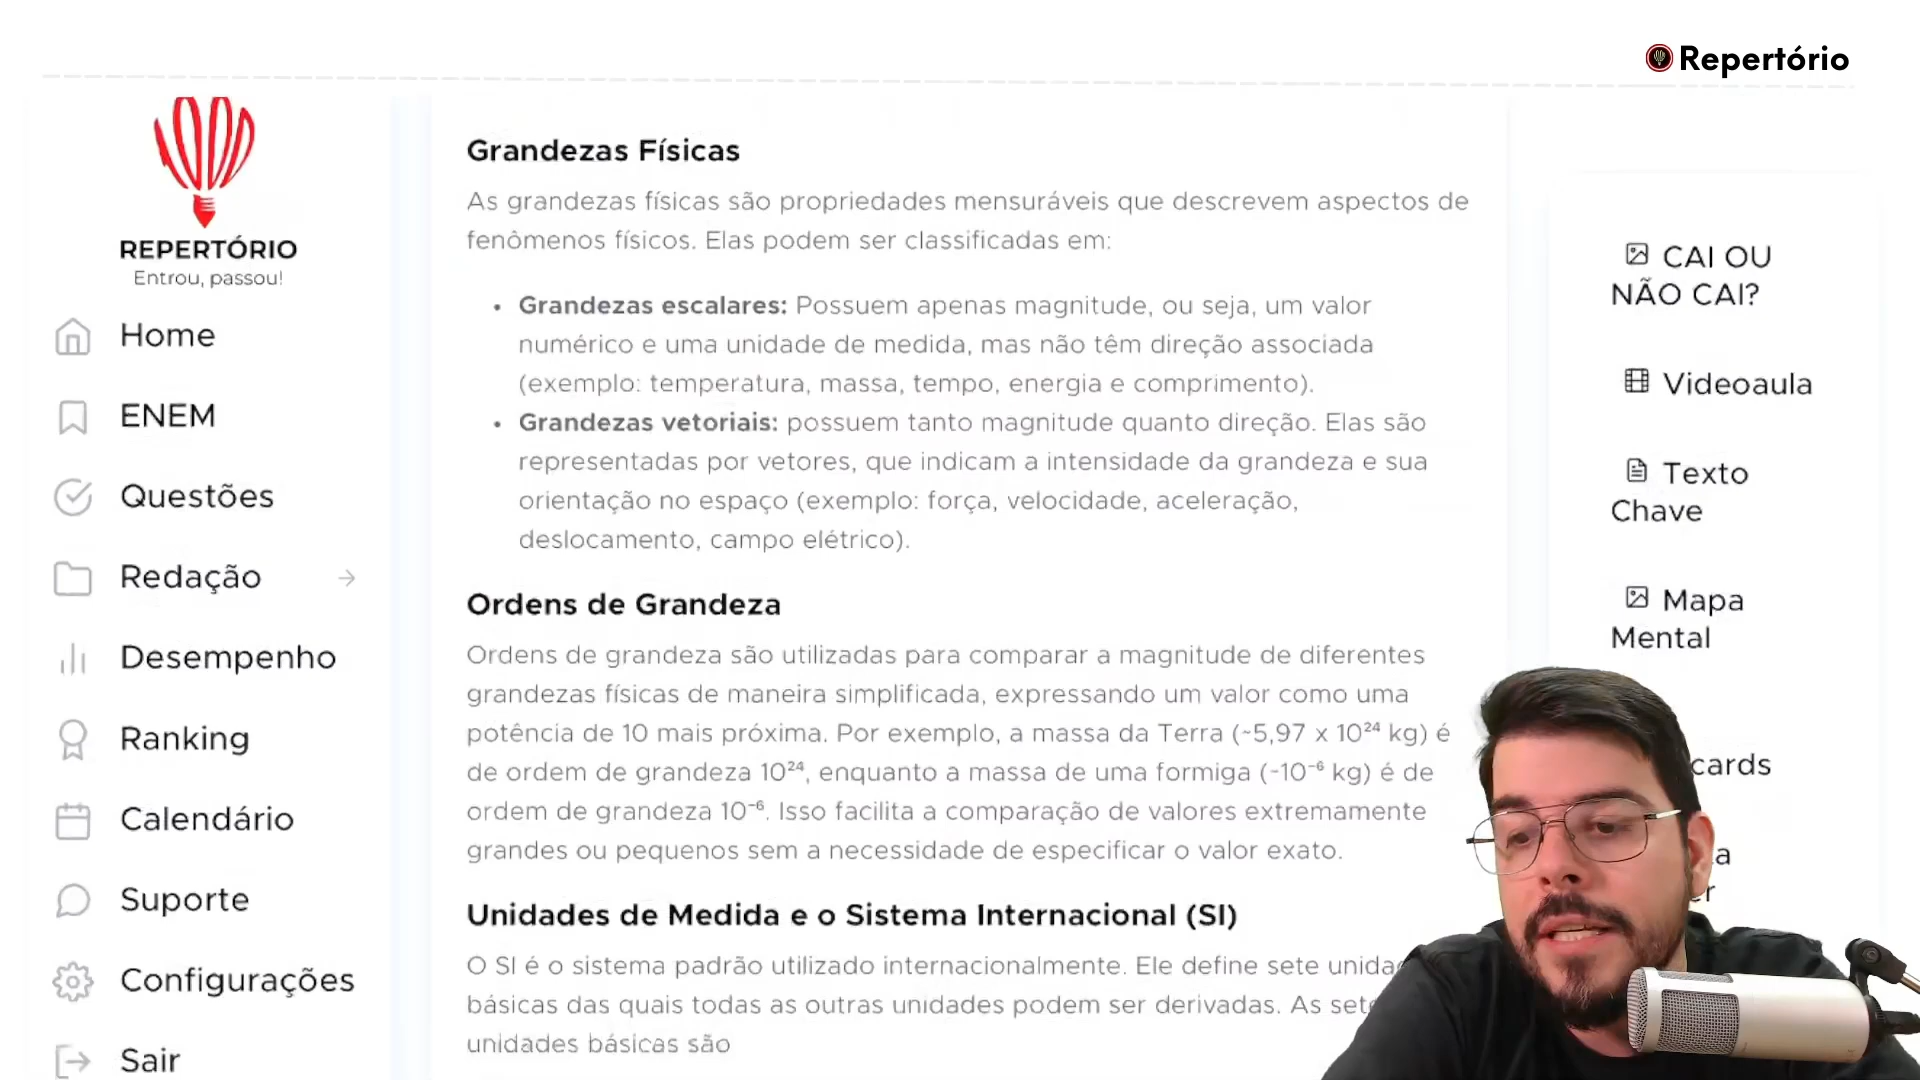 Repertório
REPERTÓRIO
Entrou, passou!
Home
ENEM
Questões
Redação
Desempenho
Ranking
Calendário
Suporte
Configurações
Sair
Grandezas Físicas
As grandezas físicas são propriedades mensuráveis que descrevem aspectos de
fenômenos físicos. Elas podem ser classificadas em:
• Grandezas escalares: Possuem apenas magnitude, ou seja, um valor
numérico e uma unidade de medida, mas não têm direção associada
(exemplo: temperatura, massa, tempo, energia e comprimento).
• Grandezas vetoriais: possuem tanto magnitude quanto direção. Elas são
representadas por vetores, que indicam a intensidade da grandeza e sua
orientação no espaço (exemplo: força, velocidade, aceleração,
deslocamento, campo elétrico).
Ordens de Grandeza
Ordens de grandeza são utilizadas para comparar a magnitude de diferentes
grandezas físicas de maneira simplificada, expressando um valor como uma
potência de 10 mais próxima. Por exemplo, a massa da Terra (~5,97 x 10²⁴ kg) é
de ordem de grandeza 10²⁴, enquanto a massa de uma formiga (~10⁻⁶ kg) é de
ordem de grandeza 10⁻⁶. Isso facilita a comparação de valores extremamente
grandes ou pequenos sem a necessidade de especificar o valor exato.
Unidades de Medida e o Sistema Internacional (SI)
O SI é o sistema padrão utilizado internacionalmente. Ele define sete
básicas das quais todas as outras unidades podem ser derivadas. As
unidades básicas são
CAI OU
NÃO CAI?
Videoaula
Texto
Chave
Mapa
Mental